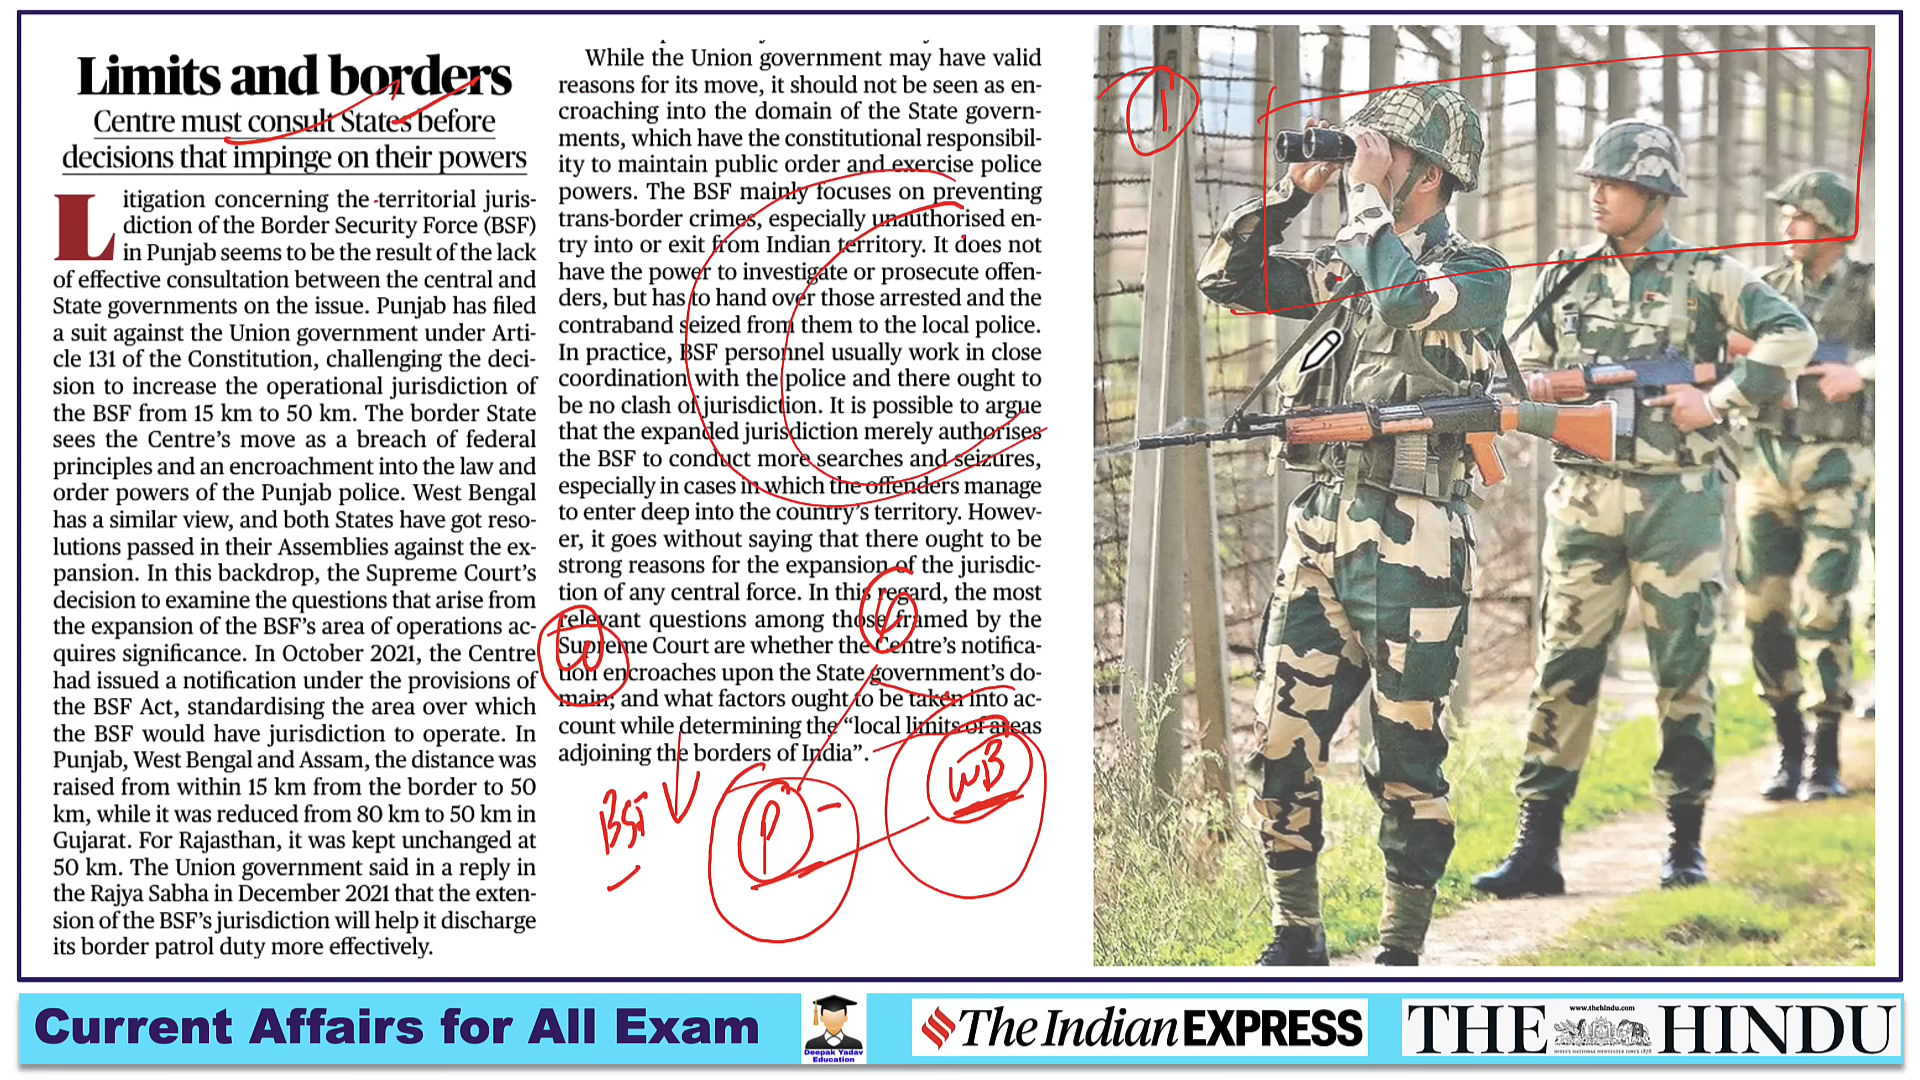 Limits and borders
Centre must consult States before
decisions that impinge on their powers
Litigation concerning the territorial juris-
diction of the Border Security Force (BSF)
in Punjab seems to be the result of the lack
of effective consultation between the central and
State governments on the issue. Punjab has filed
a suit against the Union government under Arti-
cle 131 of the Constitution, challenging the deci-
sion to increase the operational jurisdiction of
the BSF from 15 km to 50 km. The border State
sees the Centre's move as a breach of federal
principles and an encroachment into the law and
order powers of the Punjab police. West Bengal
has a similar view, and both States have got reso-
lutions passed in their Assemblies against the ex-
pansion. In this backdrop, the Supreme Court's
decision to examine the questions that arise from
the expansion of the BSF's area of operations ac-
quires significance. In October 2021, the Centre
had issued a notification under the provisions of
the BSF Act, standardising the area over which
the BSF would have jurisdiction to operate. In
Punjab, West Bengal and Assam, the distance was
raised from within 15 km from the border to 50
km, while it was reduced from 80 km to 50 km in
Gujarat. For Rajasthan, it was kept unchanged at
50 km. The Union government said in a reply in
the Rajya Sabha in December 2021 that the exten-
sion of the BSF's jurisdiction will help it discharge
its border patrol duty more effectively.
While the Union government may have valid
reasons for its move, it should not be seen as en-
croaching into the domain of the State govern-
ments, which have the constitutional responsibil-
ity to maintain public order and exercise police
powers. The BSF mainly focuses on preventing
trans-border crimes, especially unauthorised en-
try into or exit from Indian territory. It does not
have the power to investigate or prosecute offen-
ders, but has to hand over those arrested and the
contraband seized from them to the local police.
In practice, BSF personnel usually work in close
coordination with the police and there ought to
be no clash of jurisdiction. It is possible to argue
that the expanded jurisdiction merely authorises
the BSF to conduct more searches and seizures,
especially in cases in which the offenders manage
to enter deep into the country's territory. Howev-
er, it goes without saying that there ought to be
strong reasons for the expansion of the jurisdic-
tion of any central force. In this regard, the most
relevant questions among those framed by the
Supreme Court are whether the Centre's notifica-
tion encroaches upon the State government's do-
main; and what factors ought to be taken into ac-
count while determining the “local limits of areas
adjoining the borders of India”.
1
BSF
P
WB
Current Affairs for All Exam
Deepak Yadav
Education
The Indian EXPRESS
www.thehindu.com
THE HINDU